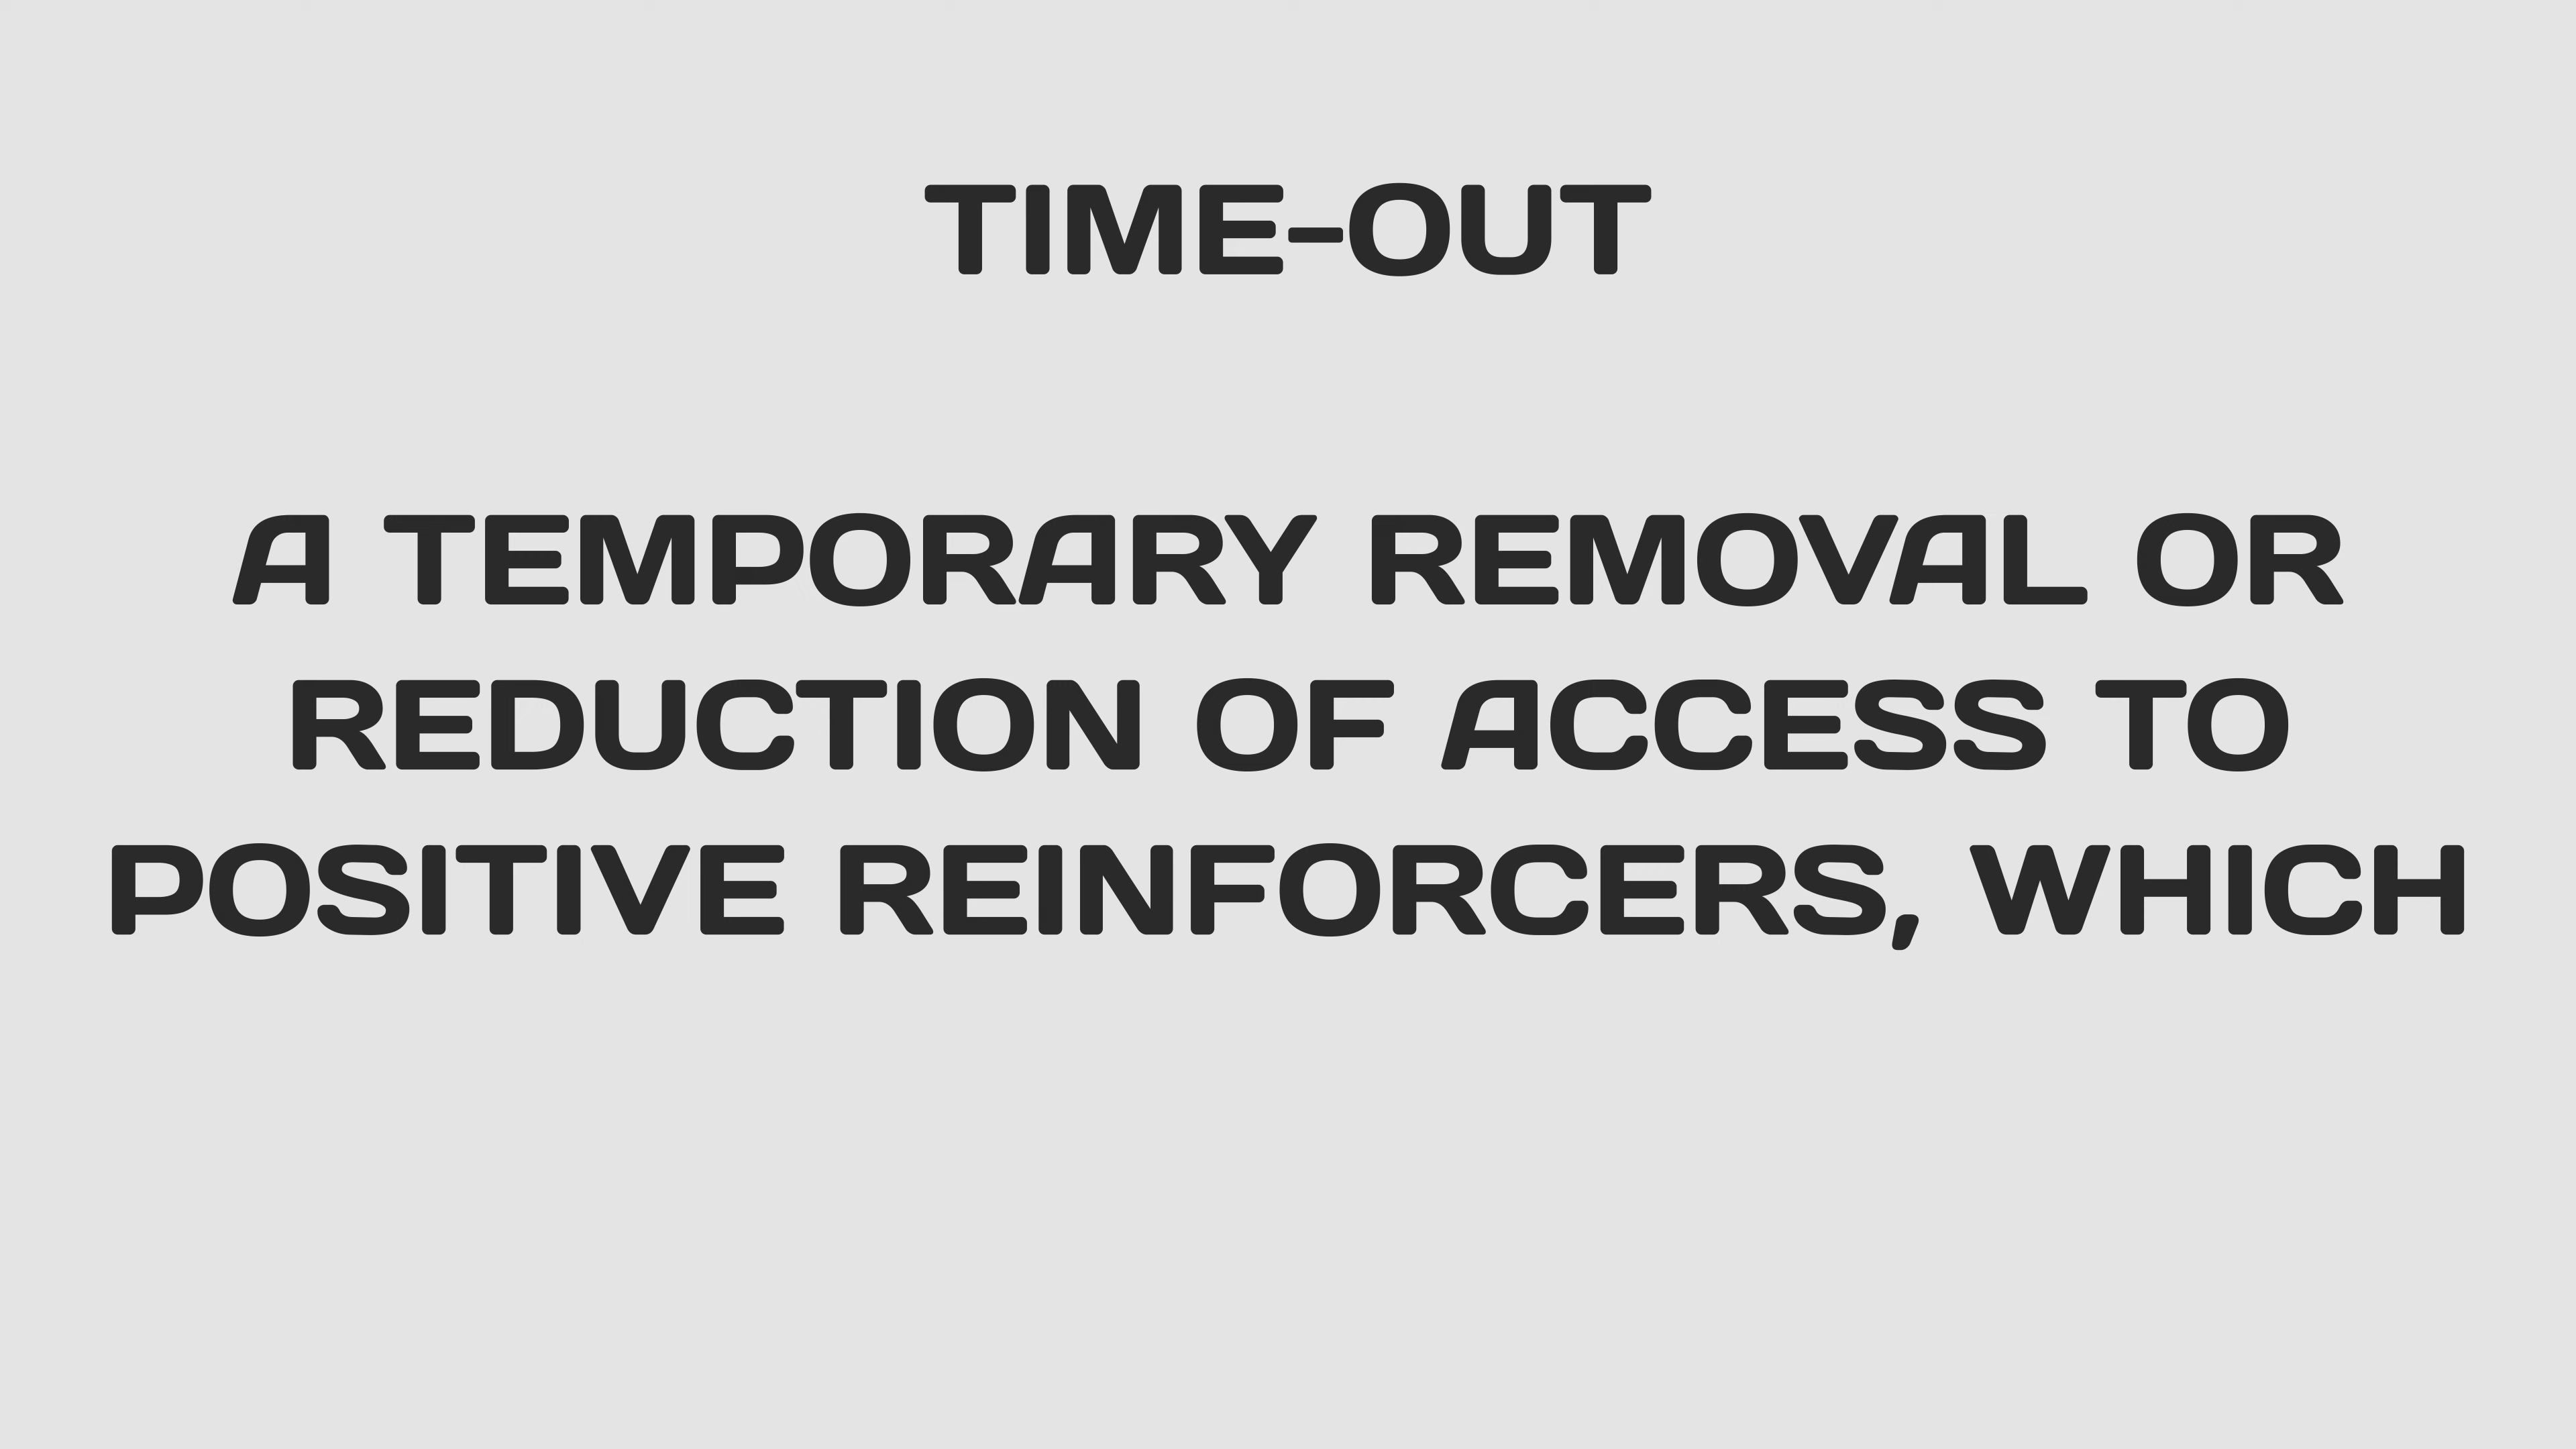 TIME-OUT
A TEMPORARY REMOVAL OR
REDUCTION OF ACCESS TO
POSITIVE REINFORCERS, WHICH